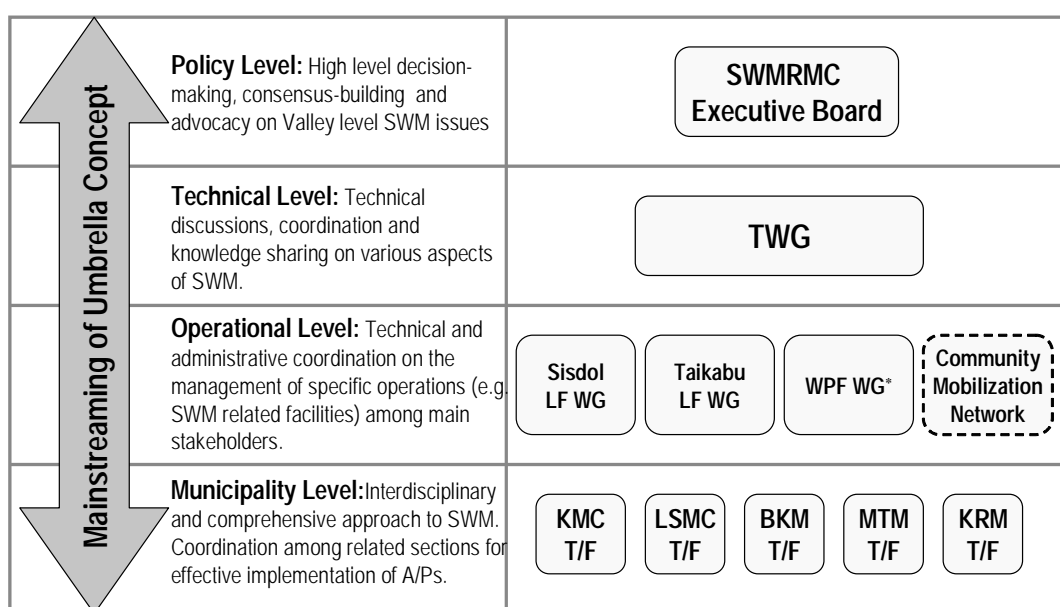 Mainstreaming of Umbrella Concept
Policy Level: High level decision-
making, consensus-building and
advocacy on Valley level SWM issues
SWMRMC
Executive Board
Technical Level: Technical
discussions, coordination and
knowledge sharing on various aspects
of SWM.
TWG
Operational Level: Technical and
administrative coordination on the
management of specific operations (e.g.
SWM related facilities) among main
stakeholders.
Sisdol
LF WG
Taikabu
LF WG
WPF WG*
Community
Mobilization
Network
Municipality Level:Interdisciplinary
and comprehensive approach to SWM.
Coordination among related sections for
effective implementation of A/Ps.
KMC
T/F
LSMC
T/F
BKM
T/F
MTM
T/F
KRM
T/F